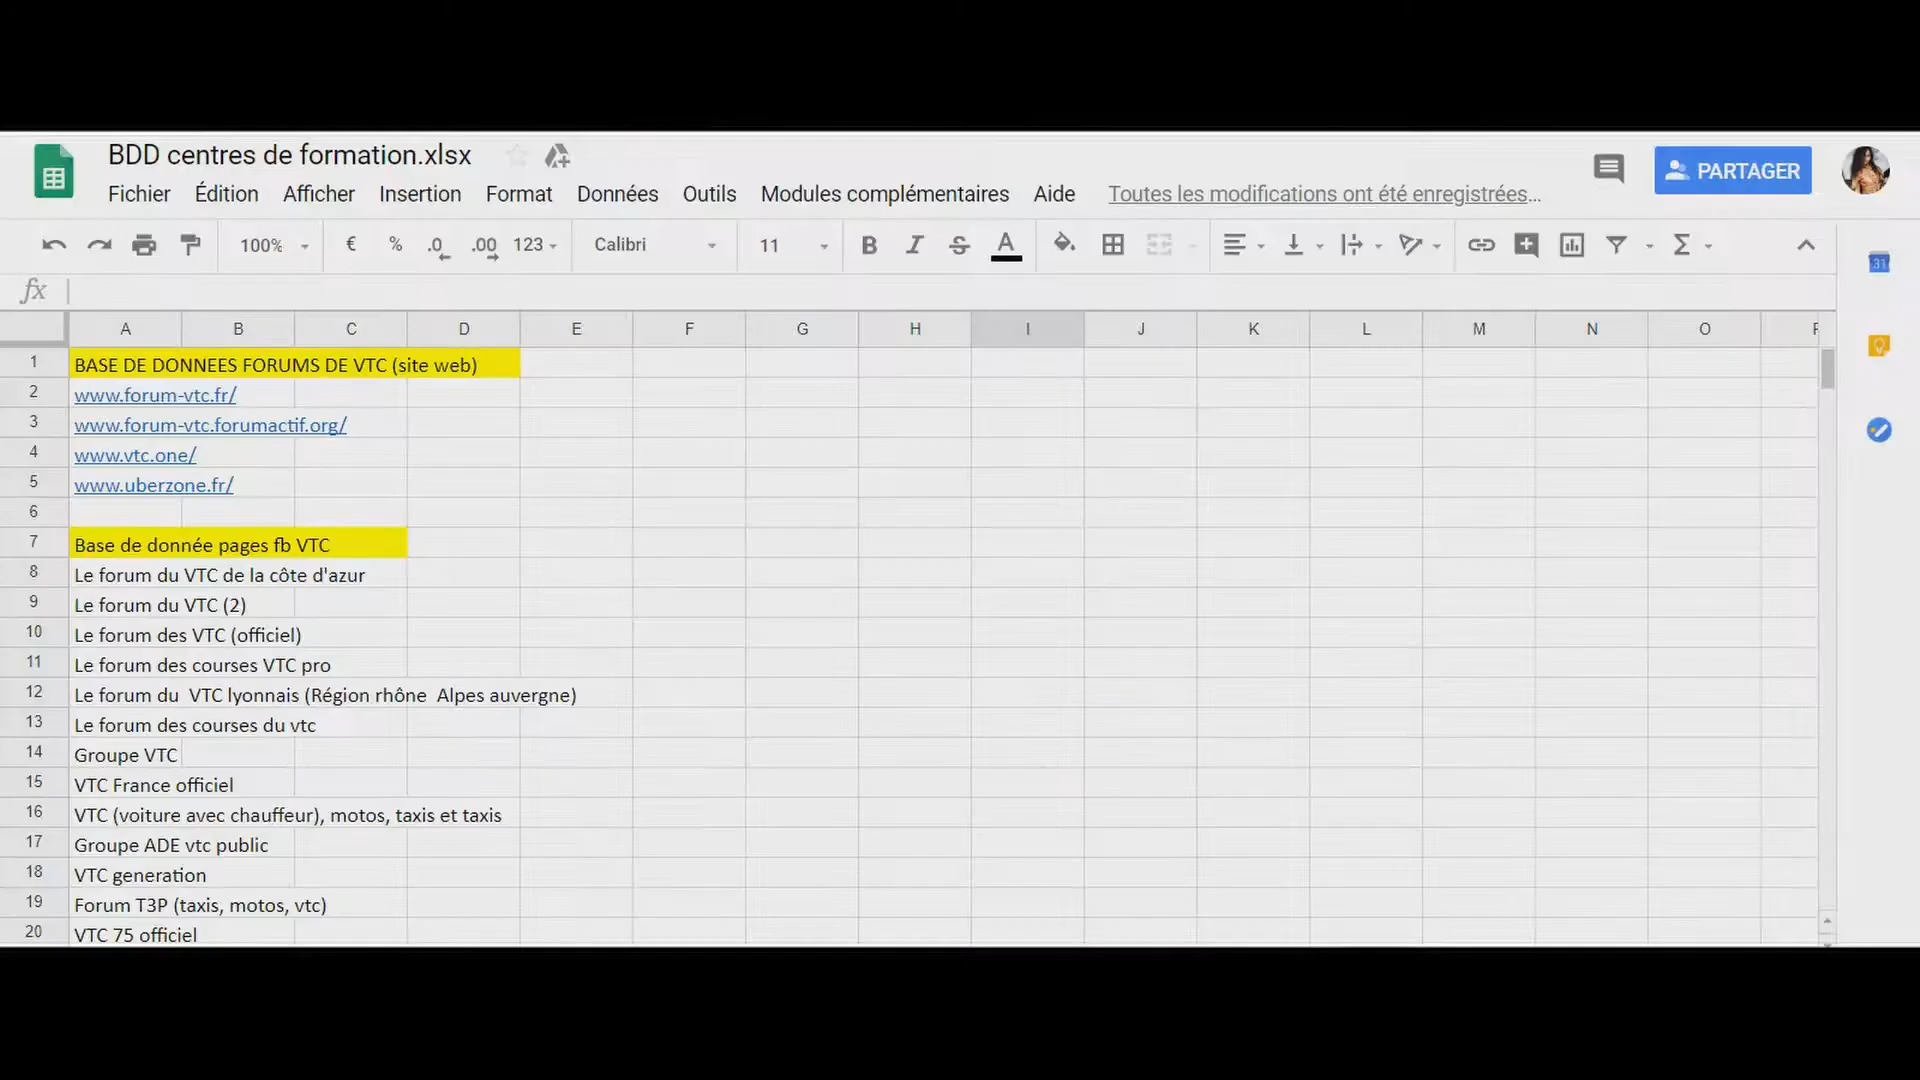 BDD centres de formation.xlsx
Fichier Édition Afficher Insertion Format Données Outils Modules complémentaires Aide Toutes les modifications ont été enregistrées...
PARTAGER
100% € % .0 .00 123 Calibri 11 B I S A
31
fx
A B C D E F G H I J K L M N O
1 BASE DE DONNEES FORUMS DE VTC (site web)
2 www.forum-vtc.fr/
3 www.forum-vtc.forumactif.org/
4 www.vtc.one/
5 www.uberzone.fr/
6
7 Base de donnée pages fb VTC
8 Le forum du VTC de la côte d'azur
9 Le forum du VTC (2)
10 Le forum des VTC (officiel)
11 Le forum des courses VTC pro
12 Le forum du  VTC lyonnais (Région rhône  Alpes auvergne)
13 Le forum des courses du vtc
14 Groupe VTC
15 VTC France officiel
16 VTC (voiture avec chauffeur), motos, taxis et taxis
17 Groupe ADE vtc public
18 VTC generation
19 Forum T3P (taxis, motos, vtc)
20 VTC 75 officiel